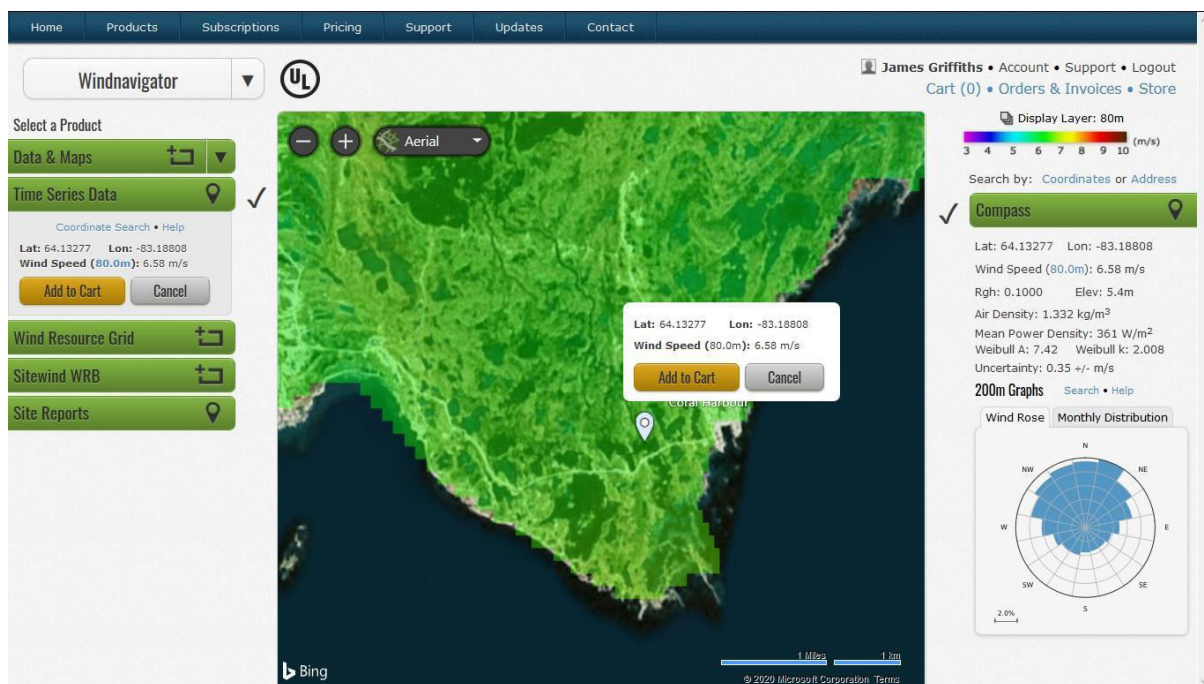 Home Products Subscriptions Pricing Support Updates Contact
Windnavigator
UL
James Griffiths • Account • Support • Logout
Cart (0) • Orders & Invoices • Store
Select a Product
Data & Maps
Time Series Data
Coordinate Search • Help
Lat: 64.13277 Lon: -83.18808
Wind Speed (80.0m): 6.58 m/s
Add to Cart Cancel
Wind Resource Grid
Sitewind WRB
Site Reports
Aerial
Lat: 64.13277 Lon: -83.18808
Wind Speed (80.0m): 6.58 m/s
Add to Cart Cancel
Coral Harbour
1 Miles 1 km
Bing
© 2020 Microsoft Corporation Terms
Display Layer: 80m
3 4 5 6 7 8 9 10 (m/s)
Search by: Coordinates or Address
Compass
Lat: 64.13277 Lon: -83.18808
Wind Speed (80.0m): 6.58 m/s
Rgh: 0.1000 Elev: 5.4m
Air Density: 1.332 kg/m³
Mean Power Density: 361 W/m²
Weibull A: 7.42 Weibull k: 2.008
Uncertainty: 0.35 +/- m/s
200m Graphs Search • Help
Wind Rose Monthly Distribution
N
NW NE
W E
SW SE
S
2.0%